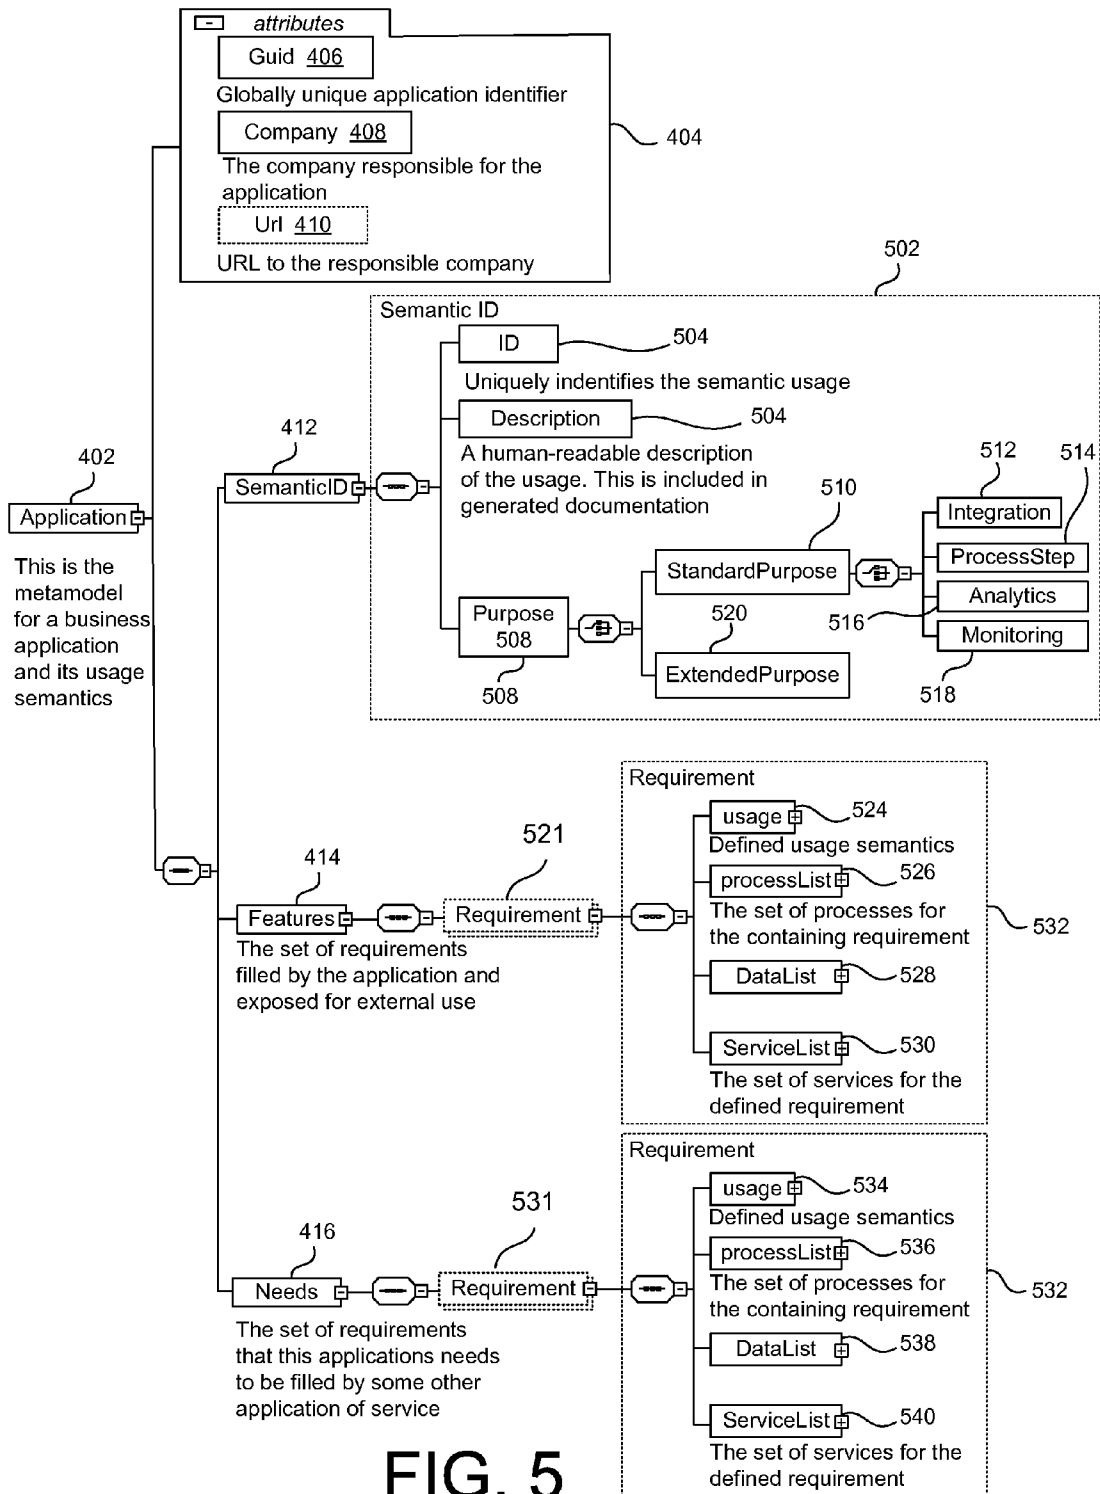 attributes
Guid 406
Globally unique application identifier
Company 408
404
The company responsible for the
application
Url 410
URL to the responsible company
502
Semantic ID
ID
504
Uniquely indentifies the semantic usage
Description
504
A human-readable description
of the usage. This is included in
generated documentation
412
SemanticID
402
Application
This is the
metamodel
for a business
application
and its usage
semantics
510
StandardPurpose
512
514
Integration
ProcessStep
Analytics
516
Monitoring
518
Purpose
508
508
520
ExtendedPurpose
Requirement
usage
524
Defined usage semantics
processList
526
The set of processes for
the containing requirement
532
DataList
528
ServiceList
530
The set of services for the
defined requirement
521
Requirement
414
Features
The set of requirements
filled by the application and
exposed for external use
Requirement
usage
534
Defined usage semantics
processList
536
The set of processes for
the containing requirement
532
DataList
538
ServiceList
540
The set of services for the
defined requirement
531
Requirement
416
Needs
The set of requirements
that this applications needs
to be filled by some other
application of service
FIG. 5